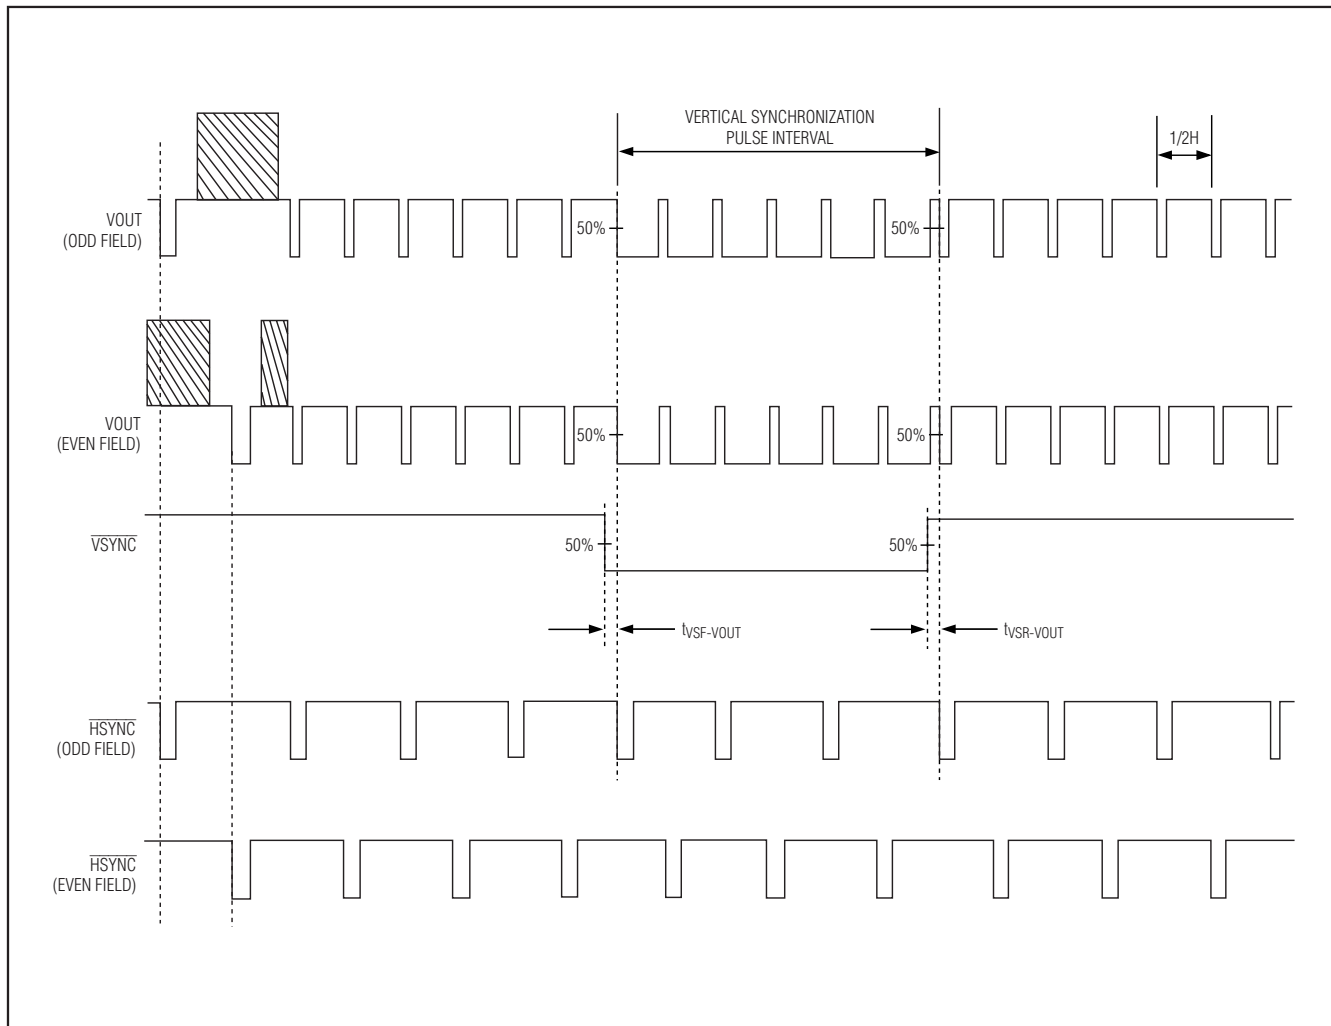 VERTICAL SYNCHRONIZATION
PULSE INTERVAL
1/2H
VOUT
(ODD FIELD)
50%
50%
VOUT
(EVEN FIELD)
50%
50%
VSYNC
50%
50%
tVSF-VOUT
tVSR-VOUT
HSYNC
(ODD FIELD)
HSYNC
(EVEN FIELD)